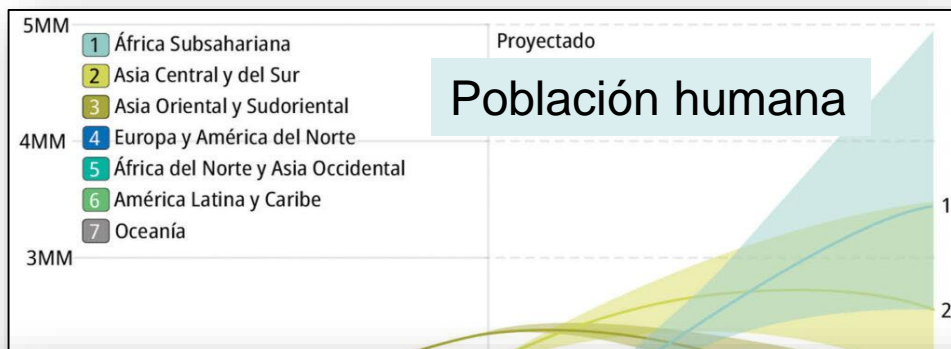 5MM
1 África Subsahariana
Proyectado
2 Asia Central y del Sur
Población humana
3 Asia Oriental y Sudoriental
4MM
4 Europa y América del Norte
5 África del Norte y Asia Occidental
6 América Latina y Caribe
1
7 Oceanía
3MM
2